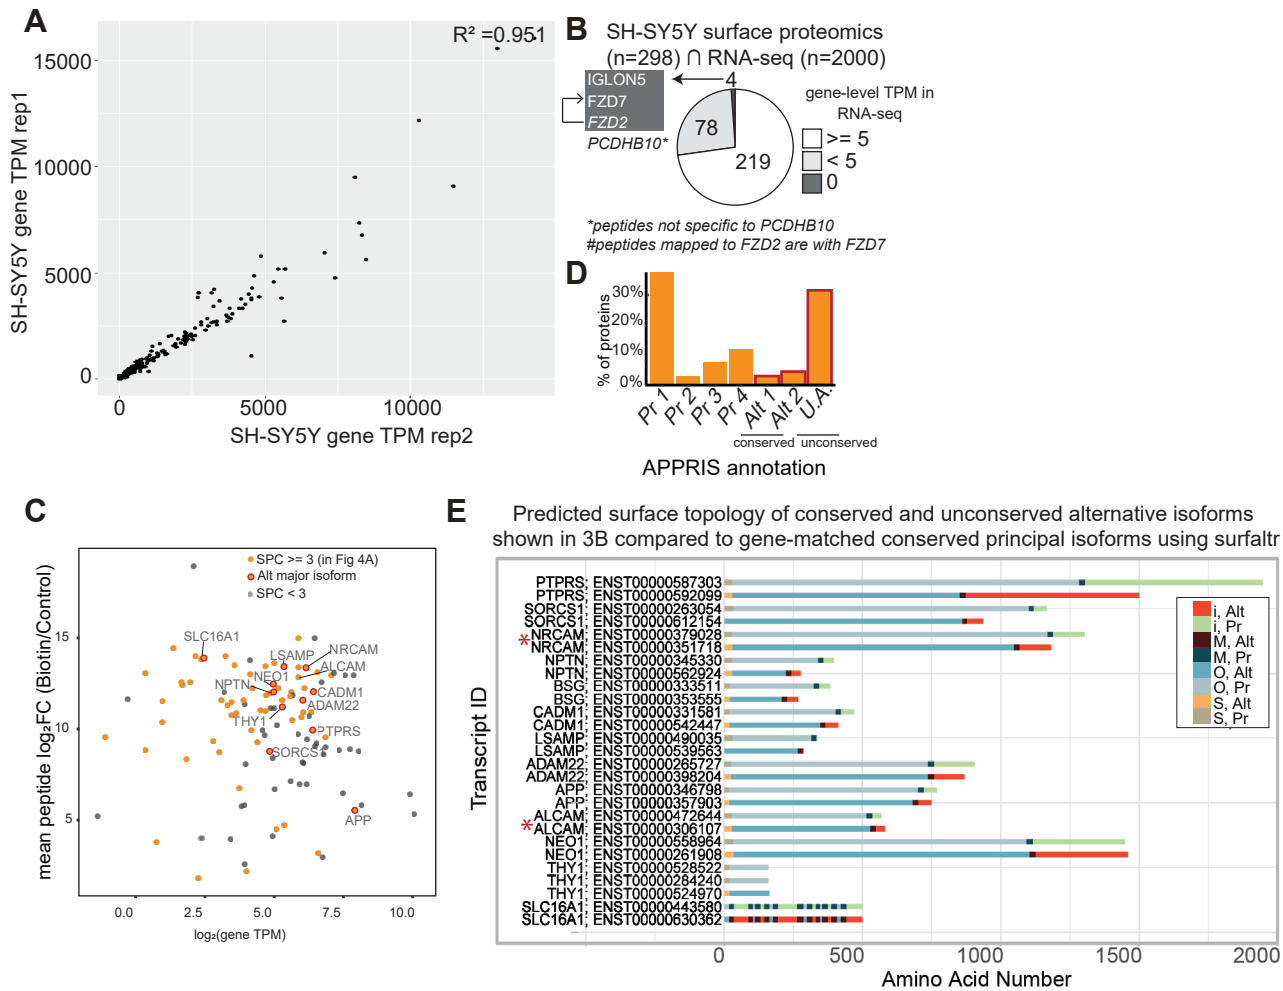 A
R² =0.951
15000
10000
5000
0
SH-SY5Y gene TPM rep1
0
5000
10000
SH-SY5Y gene TPM rep2
B
SH-SY5Y surface proteomics
(n=298) ∩ RNA-seq (n=2000)
IGLON5
FZD7
FZD2
PCDHB10*
4
78
219
gene-level TPM in
RNA-seq
>= 5
< 5
0
*peptides not specific to PCDHB10
#peptides mapped to FZD2 are with FZD7
D
% of proteins
30%
20%
10%
0%
Pr 1
Pr 2
Pr 3
Pr 4
Alt 1
Alt 2
U.A.
conserved
unconserved
APPRIS annotation
C
SPC >= 3 (in Fig 4A)
Alt major isoform
SPC < 3
mean peptide log₂FC (Biotin/Control)
15
10
5
SLC16A1
LSAMP
NRCAM
ALCAM
NEO1
NPTN
CADM1
ADAM22
THY1
PTPRS
SORCS1
APP
0.0
2.5
5.0
7.5
10.0
log₂(gene TPM)
E
Predicted surface topology of conserved and unconserved alternative isoforms
shown in 3B compared to gene-matched conserved principal isoforms using surfaltr
Transcript ID
PTPRS; ENST00000587303
PTPRS; ENST00000592099
SORCS1; ENST00000263054
SORCS1; ENST00000612154
*
NRCAM; ENST00000379028
NRCAM; ENST00000351718
NPTN; ENST00000345330
NPTN; ENST00000562924
BSG; ENST00000333511
BSG; ENST00000353555
CADM1; ENST00000331581
CADM1; ENST00000542447
LSAMP; ENST00000490035
LSAMP; ENST00000539563
ADAM22; ENST00000265727
ADAM22; ENST00000398204
APP; ENST00000346798
APP; ENST00000357903
*
ALCAM; ENST00000472644
ALCAM; ENST00000306107
NEO1; ENST00000558964
NEO1; ENST00000261908
THY1; ENST00000528522
THY1; ENST00000284240
THY1; ENST00000524970
SLC16A1; ENST00000443580
SLC16A1; ENST00000630362
i, Alt
i, Pr
M, Alt
M, Pr
O, Alt
O, Pr
S, Alt
S, Pr
0
500
1000
1500
2000
Amino Acid Number